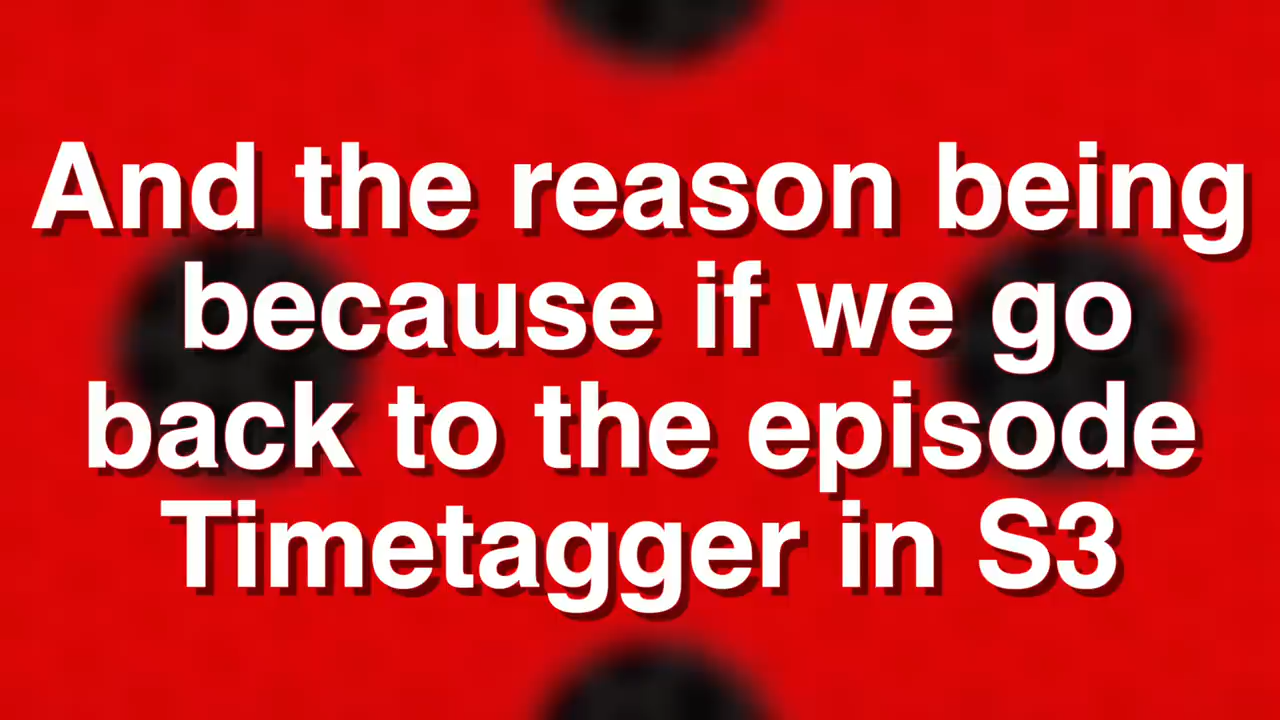 And the reason being
because if we go
back to the episode
Timetagger in S3